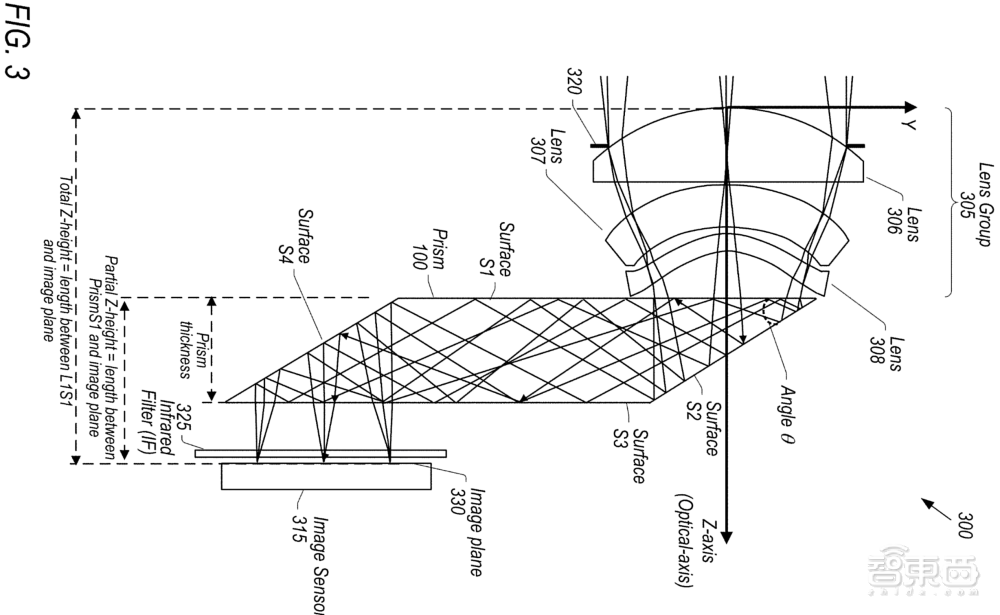 FIG. 3
300
Lens Group
305
Lens
306
Lens
307
Lens
308
320
Y
Z-axis
(Optical-axis)
Angle θ
Surface
S1
Prism
100
Surface
S2
Surface
S3
Surface
S4
Prism
thickness
Total Z-height = length between L1S1
and image plane
Partial Z-height = length between
PrismS1 and image plane
325
Infrared
Filter (IF)
Image plane
330
Image Sensor
315
智東西